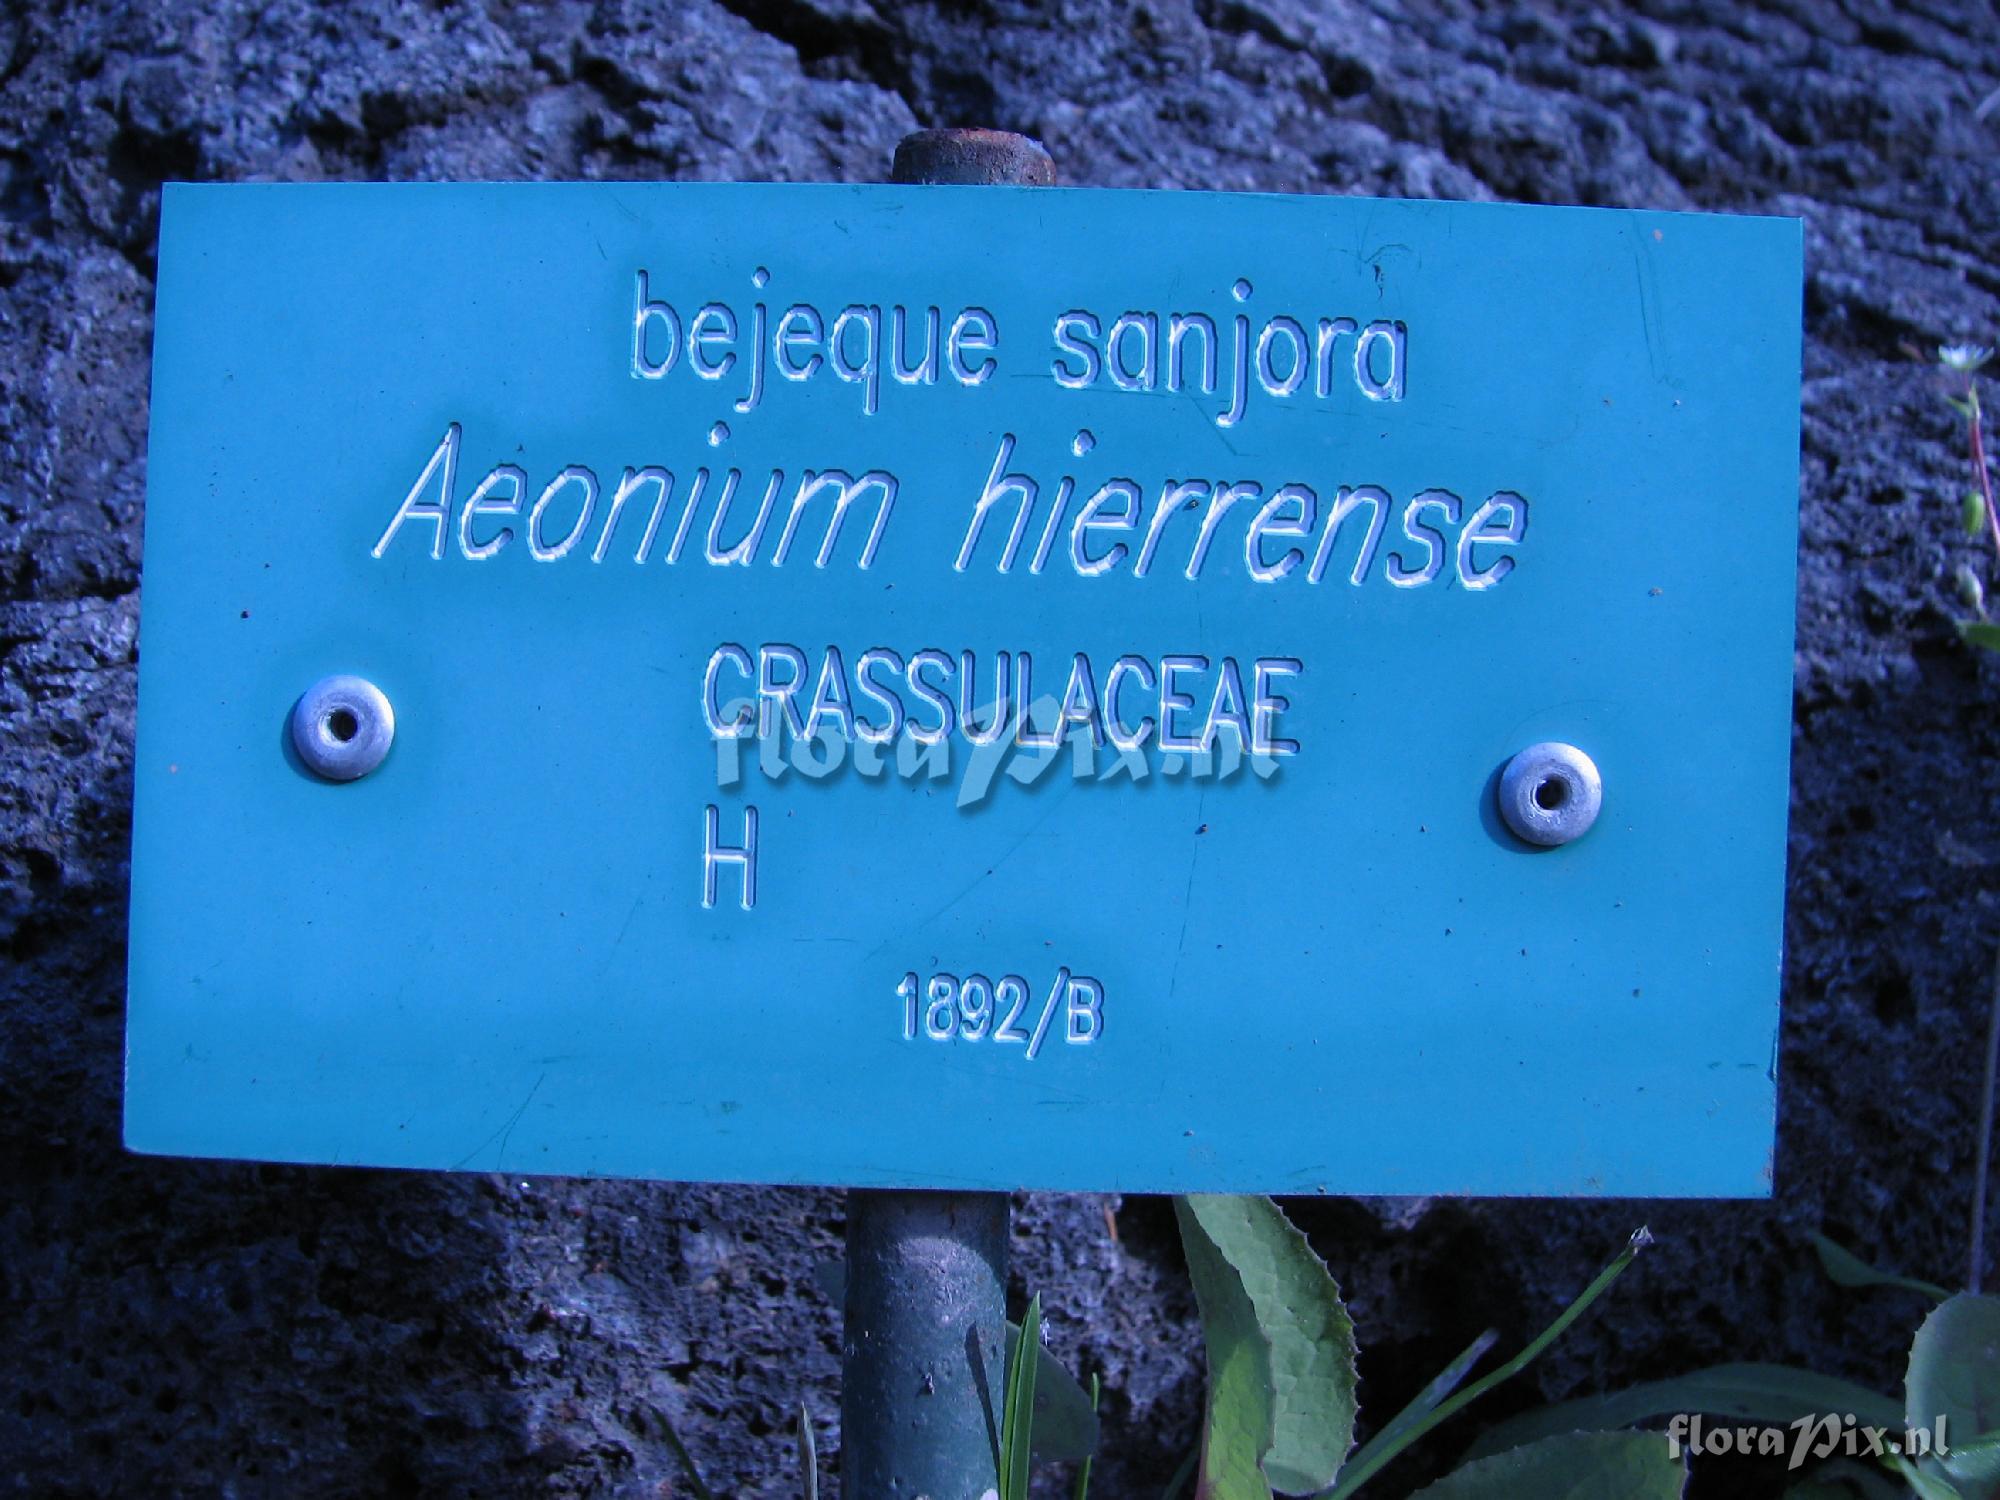 bejeque sanjora
Aeonium hierrense
CRASSULACEAE
floraPix.nl
H
1892/B
floraPix.nl